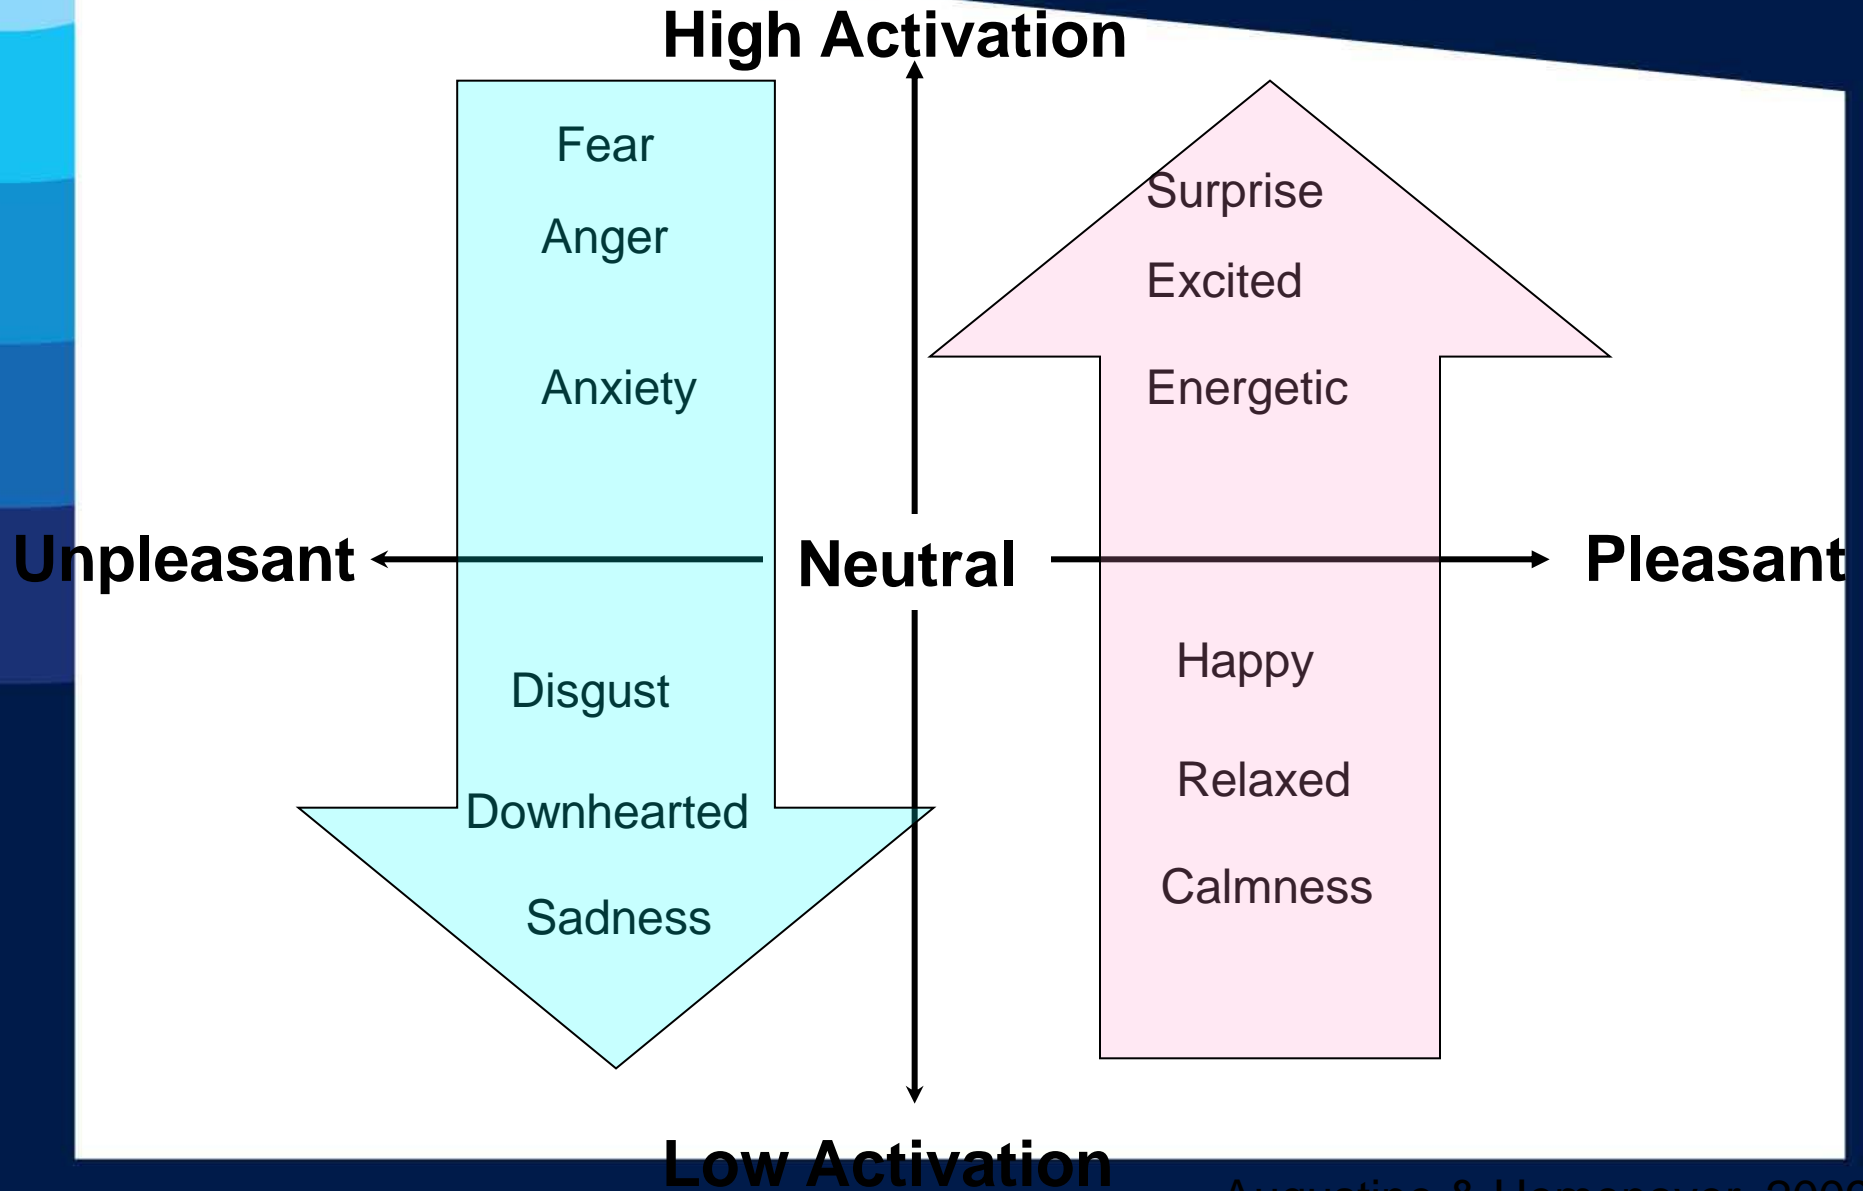 High Activation
Fear
Anger
Anxiety
Surprise
Excited
Energetic
Unpleasant
Neutral
Pleasant
Disgust
Downhearted
Sadness
Happy
Relaxed
Calmness
Low Activation